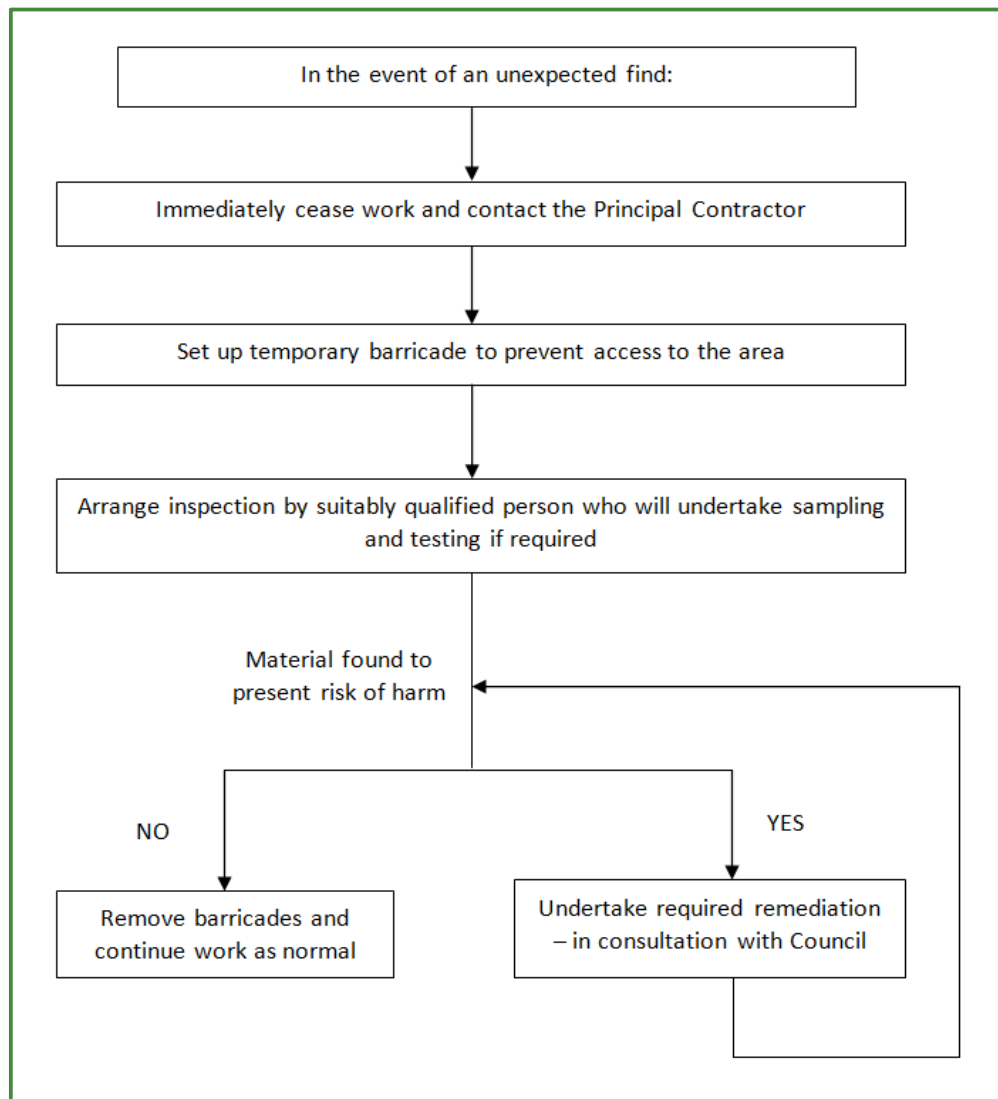 In the event of an unexpected find:
Immediately cease work and contact the Principal Contractor
Set up temporary barricade to prevent access to the area
Arrange inspection by suitably qualified person who will undertake sampling
and testing if required
Material found to
present risk of harm
NO
YES
Remove barricades and
continue work as normal
Undertake required remediation
– in consultation with Council